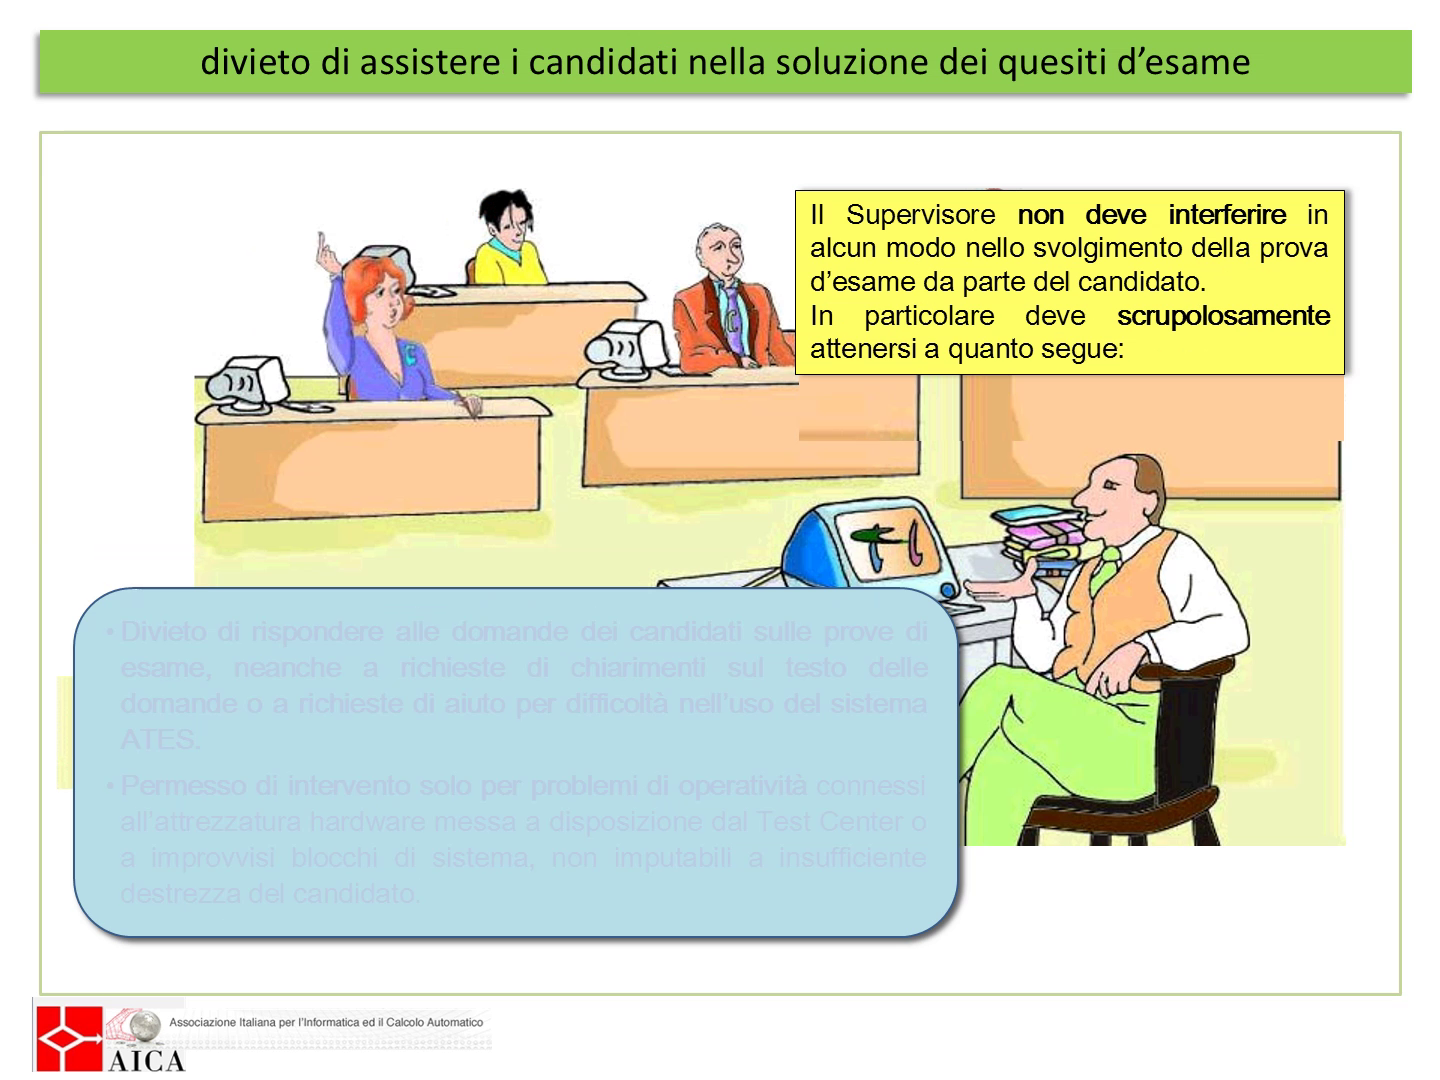 divieto di assistere i candidati nella soluzione dei quesiti d’esame
Il Supervisore non deve interferire in
alcun modo nello svolgimento della prova
d’esame da parte del candidato.
In particolare deve scrupolosamente
attenersi a quanto segue:
• Divieto di rispondere alle domande dei candidati sulle prove di
esame, neanche a richieste di chiarimenti sul testo delle
domande o a richieste di aiuto per difficoltà nell’uso del sistema
ATES.
• Permesso di intervento solo per problemi di operatività connessi
all’attrezzatura hardware messa a disposizione dal Test Center o
a improvvisi blocchi di sistema, non imputabili a insufficiente
destrezza del candidato.
Associazione Italiana per l’Informatica ed il Calcolo Automatico
AICA